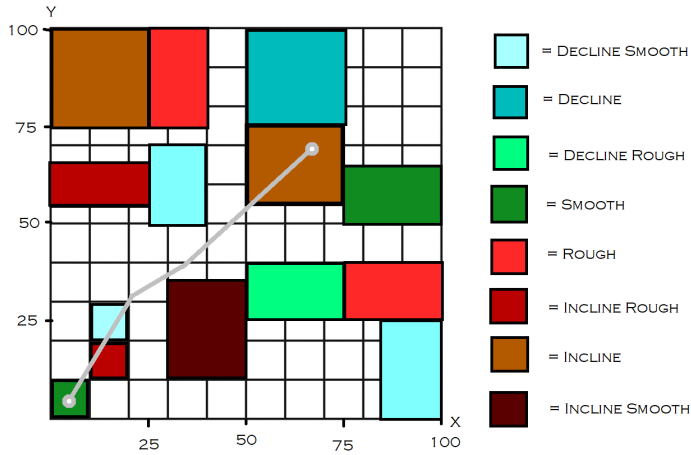 Y
100
75
50
25
25
50
75
100
X
= Decline Smooth
= Decline
= Decline Rough
= Smooth
= Rough
= Incline Rough
= Incline
= Incline Smooth